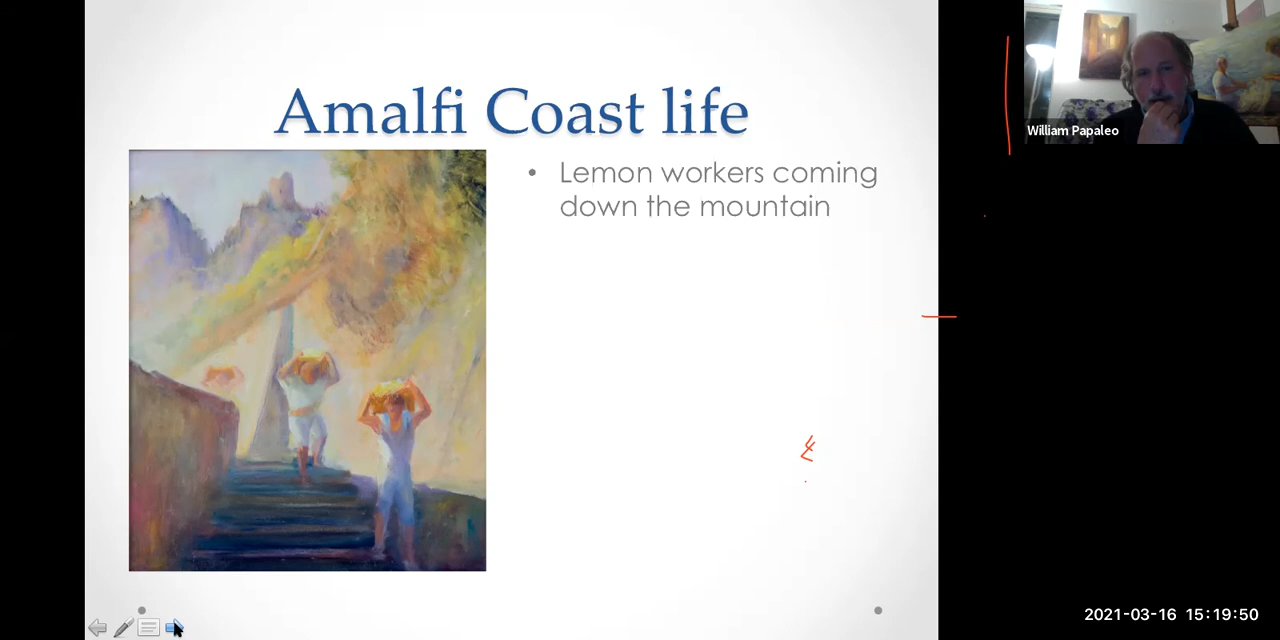 Amalfi Coast life
• Lemon workers coming
down the mountain
William Papaleo
2021-03-16 15:19:50